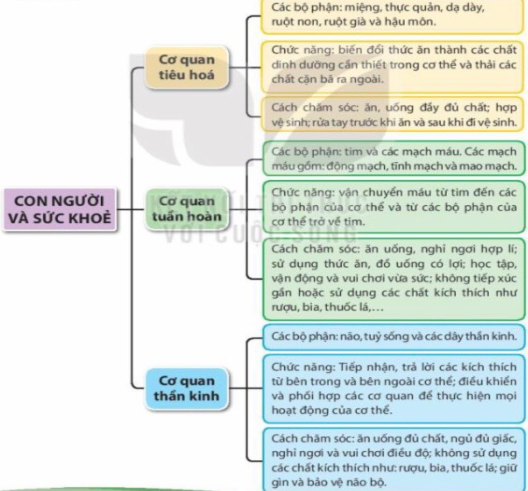 Các bộ phận: miệng, thực quản, dạ dày,
ruột non, ruột già và hậu môn.
Cơ quan
tiêu hoá
Chức năng: biến đổi thức ăn thành các chất
dinh dưỡng cần thiết trong cơ thể và thải các
chất cặn bã ra ngoài.
Cách chăm sóc: ăn, uống đầy đủ chất; hợp
vệ sinh; rửa tay trước khi ăn và sau khi đi vệ sinh.
CON NGƯỜI
VÀ SỨC KHOẺ
Các bộ phận: tim và các mạch máu. Các mạch
máu gồm: động mạch, tĩnh mạch và mao mạch.
Cơ quan
tuần hoàn
Chức năng: vận chuyển máu từ tim đến các
bộ phận của cơ thể và từ các bộ phận của
cơ thể trở về tim.
VỚI CUỘC SỐNG
Cách chăm sóc: ăn uống, nghỉ ngơi hợp lí;
sử dụng thức ăn, đồ uống có lợi; học tập,
vận động và vui chơi vừa sức; không tiếp xúc
gần hoặc sử dụng các chất kích thích như
rượu, bia, thuốc lá,...
Các bộ phận: não, tuỷ sống và các dây thần kinh.
Cơ quan
thần kinh
Chức năng: Tiếp nhận, trả lời các kích thích
từ bên trong và bên ngoài cơ thể; điều khiển
và phối hợp các cơ quan để thực hiện mọi
hoạt động của cơ thể.
Cách chăm sóc: ăn uống đủ chất, ngủ đủ giấc,
nghỉ ngơi và vui chơi điều độ; không sử dụng
các chất kích thích như: rượu, bia, thuốc lá; giữ
gìn và bảo vệ não bộ.